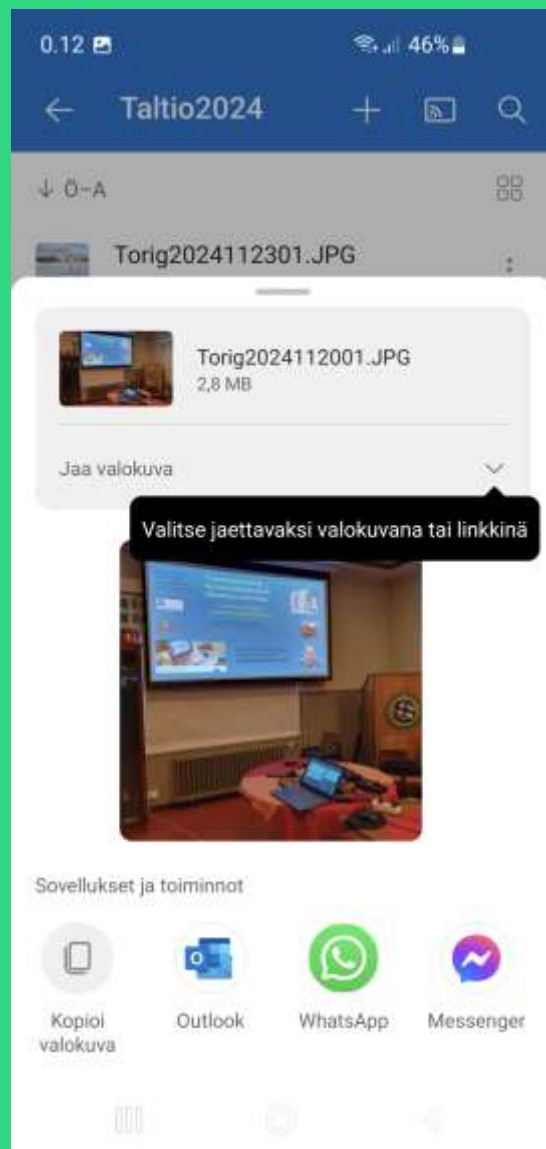 0.12 46%
Taltio2024
Ö-A
Torig2024112301.JPG
Torig2024112001.JPG
2,8 MB
Jaa valokuva
Valitse jaettavaksi valokuvana tai linkkinä
Sovellukset ja toiminnot
Kopioi valokuva
Outlook
WhatsApp
Messenger